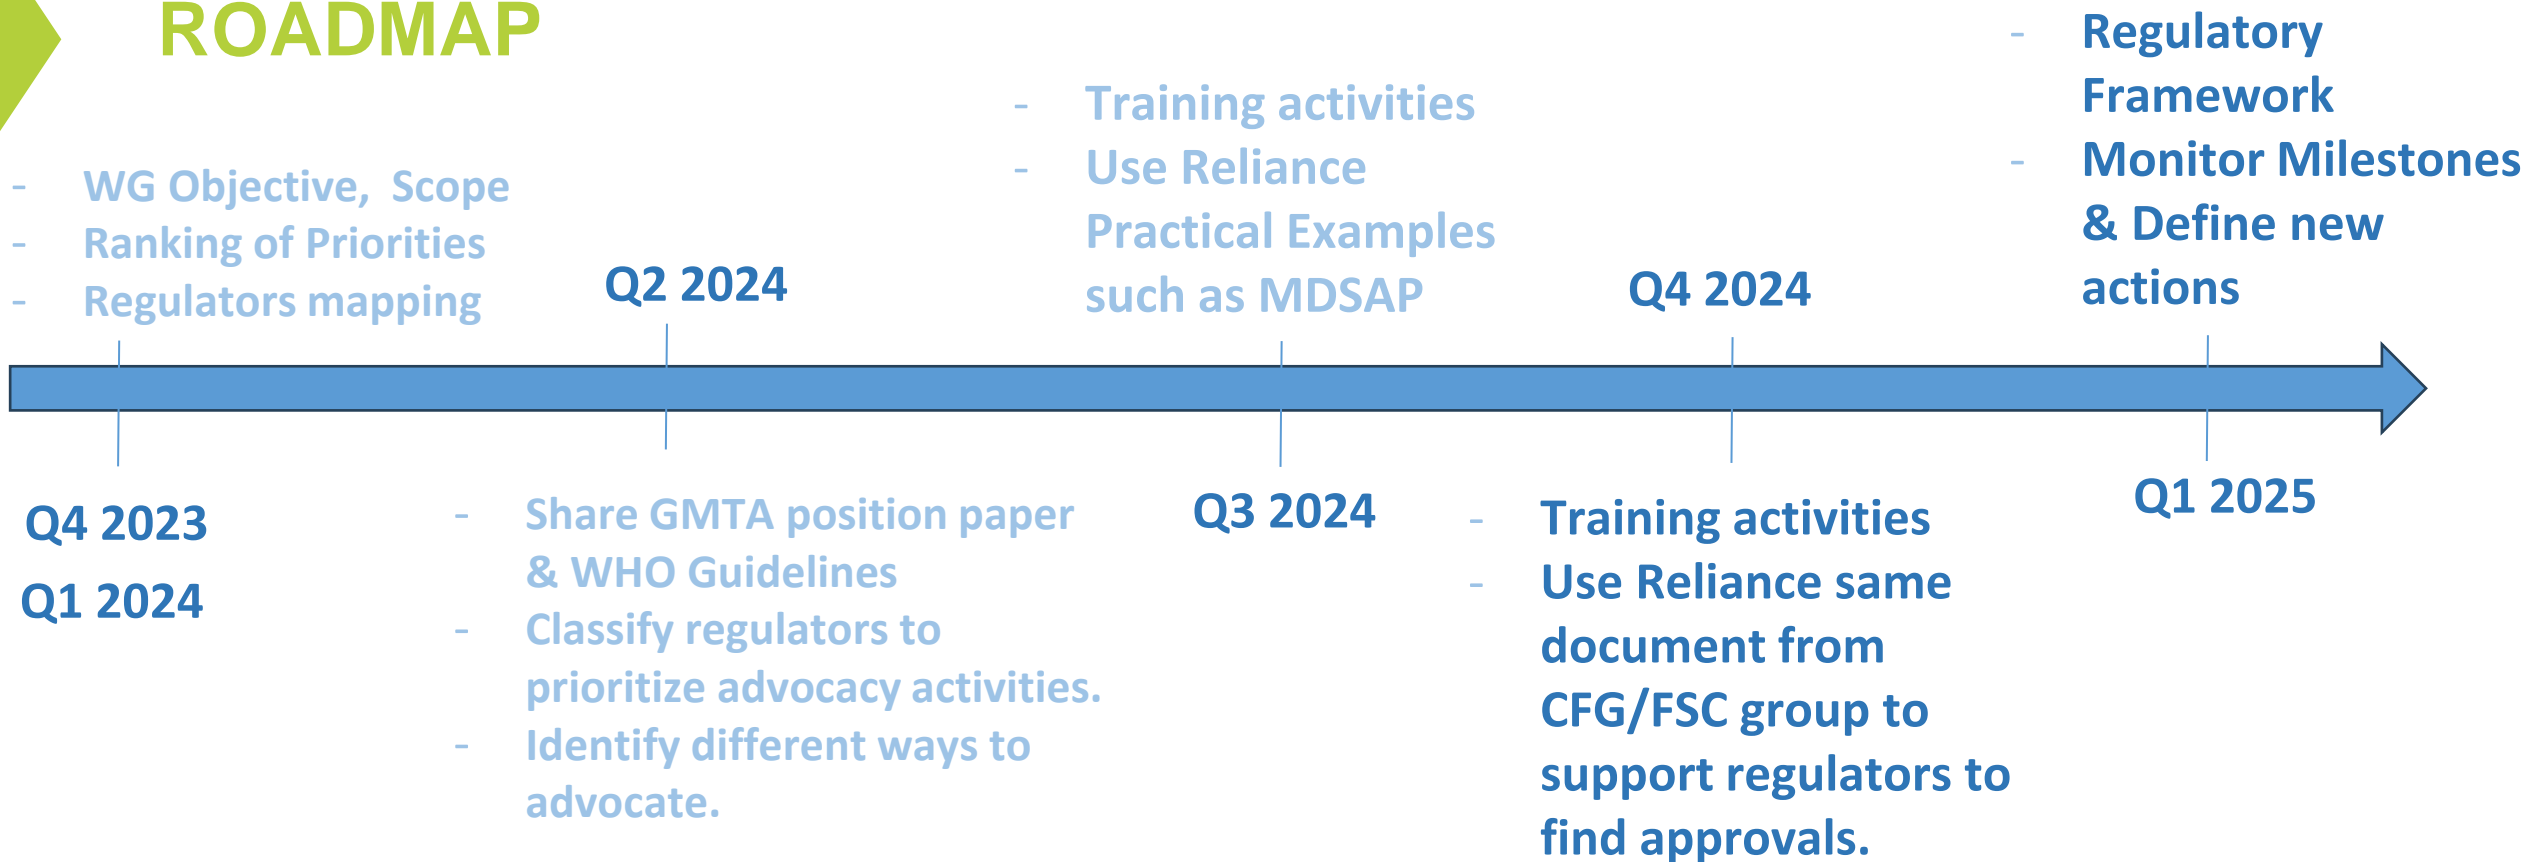 ROADMAP
- WG Objective, Scope
- Ranking of Priorities
- Regulators mapping
Q4 2023
Q1 2024
Q2 2024
- Share GMTA position paper
& WHO Guidelines
- Classify regulators to
prioritize advocacy activities.
- Identify different ways to
advocate.
- Training activities
- Use Reliance
Practical Examples
such as MDSAP
Q3 2024
Q4 2024
- Training activities
- Use Reliance same
document from
CFG/FSC group to
support regulators to
find approvals.
- Regulatory
Framework
- Monitor Milestones
& Define new
actions
Q1 2025